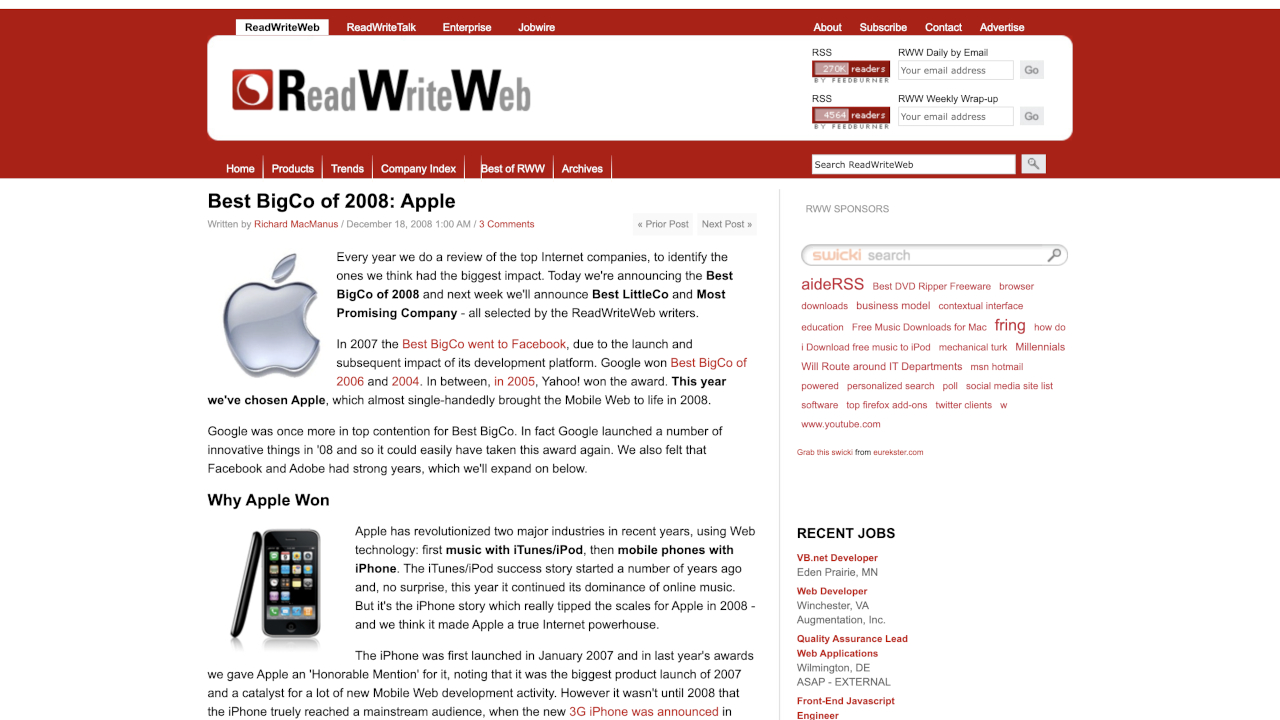 ReadWriteWeb ReadWriteTalk Enterprise Jobwire About Subscribe Contact Advertise
RSS RWW Daily by Email
270K readers Your email address Go
BY FEEDBURNER
ReadWriteWeb
RSS RWW Weekly Wrap-up
4564 readers Your email address Go
BY FEEDBURNER
Home Products Trends Company Index Best of RWW Archives Search ReadWriteWeb
Best BigCo of 2008: Apple
Written by Richard MacManus / December 18, 2008 1:00 AM / 3 Comments « Prior Post Next Post »
Every year we do a review of the top Internet companies, to identify the
ones we think had the biggest impact. Today we're announcing the Best
BigCo of 2008 and next week we'll announce Best LittleCo and Most
Promising Company - all selected by the ReadWriteWeb writers.
In 2007 the Best BigCo went to Facebook, due to the launch and
subsequent impact of its development platform. Google won Best BigCo of
2006 and 2004. In between, in 2005, Yahoo! won the award. This year
we've chosen Apple, which almost single-handedly brought the Mobile Web to life in 2008.
Google was once more in top contention for Best BigCo. In fact Google launched a number of
innovative things in '08 and so it could easily have taken this award again. We also felt that
Facebook and Adobe had strong years, which we'll expand on below.
Why Apple Won
Apple has revolutionized two major industries in recent years, using Web
technology: first music with iTunes/iPod, then mobile phones with
iPhone. The iTunes/iPod success story started a number of years ago
and, no surprise, this year it continued its dominance of online music.
But it's the iPhone story which really tipped the scales for Apple in 2008 -
and we think it made Apple a true Internet powerhouse.
The iPhone was first launched in January 2007 and in last year's awards
we gave Apple an 'Honorable Mention' for it, noting that it was the biggest product launch of 2007
and a catalyst for a lot of new Mobile Web development activity. However it wasn't until 2008 that
the iPhone truely reached a mainstream audience, when the new 3G iPhone was announced in
RWW SPONSORS
swicki search
aideRSS Best DVD Ripper Freeware browser
downloads business model contextual interface
education Free Music Downloads for Mac fring how do
i Download free music to iPod mechanical turk Millennials
Will Route around IT Departments msn hotmail
powered personalized search poll social media site list
software top firefox add-ons twitter clients w
www.youtube.com
Grab this swicki from eurekster.com
RECENT JOBS
VB.net Developer
Eden Prairie, MN
Web Developer
Winchester, VA
Augmentation, Inc.
Quality Assurance Lead
Web Applications
Wilmington, DE
ASAP - EXTERNAL
Front-End Javascript
Engineer